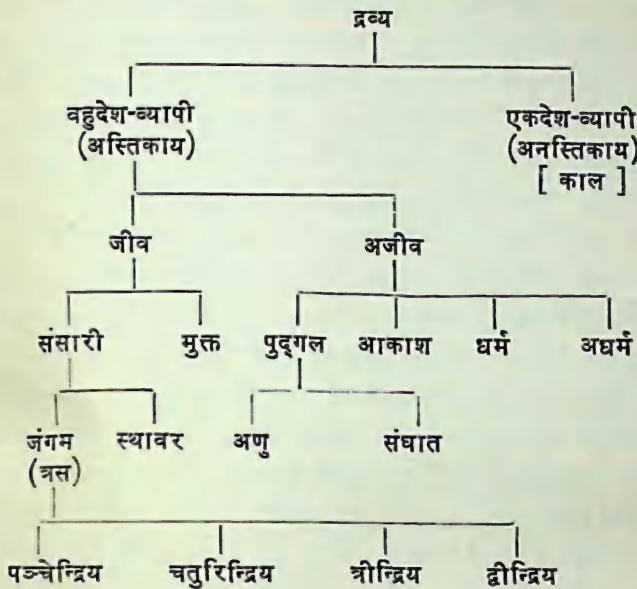 द्रव्य
वहुदेश-व्यापी
(अस्तिकाय)
एकदेश-व्यापी
(अनस्तिकाय)
[ काल ]
जीव अजीव
संसारी मुक्त पुद्गल आकाश धर्म अधर्म
जंगम
(त्रस)
स्थावर अणु संघात
पञ्चेन्द्रिय चतुरिन्द्रिय त्रीन्द्रिय द्वीन्द्रिय